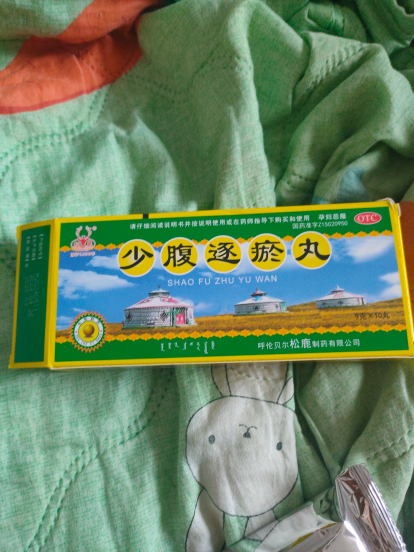 请仔细阅读说明书并按说明使用或在药师指导下购买和使用 孕妇忌服
国药准字Z15020950
OTC
少腹逐瘀丸
SHAO FU ZHU YU WAN
9克×10丸
呼伦贝尔松鹿制药有限公司